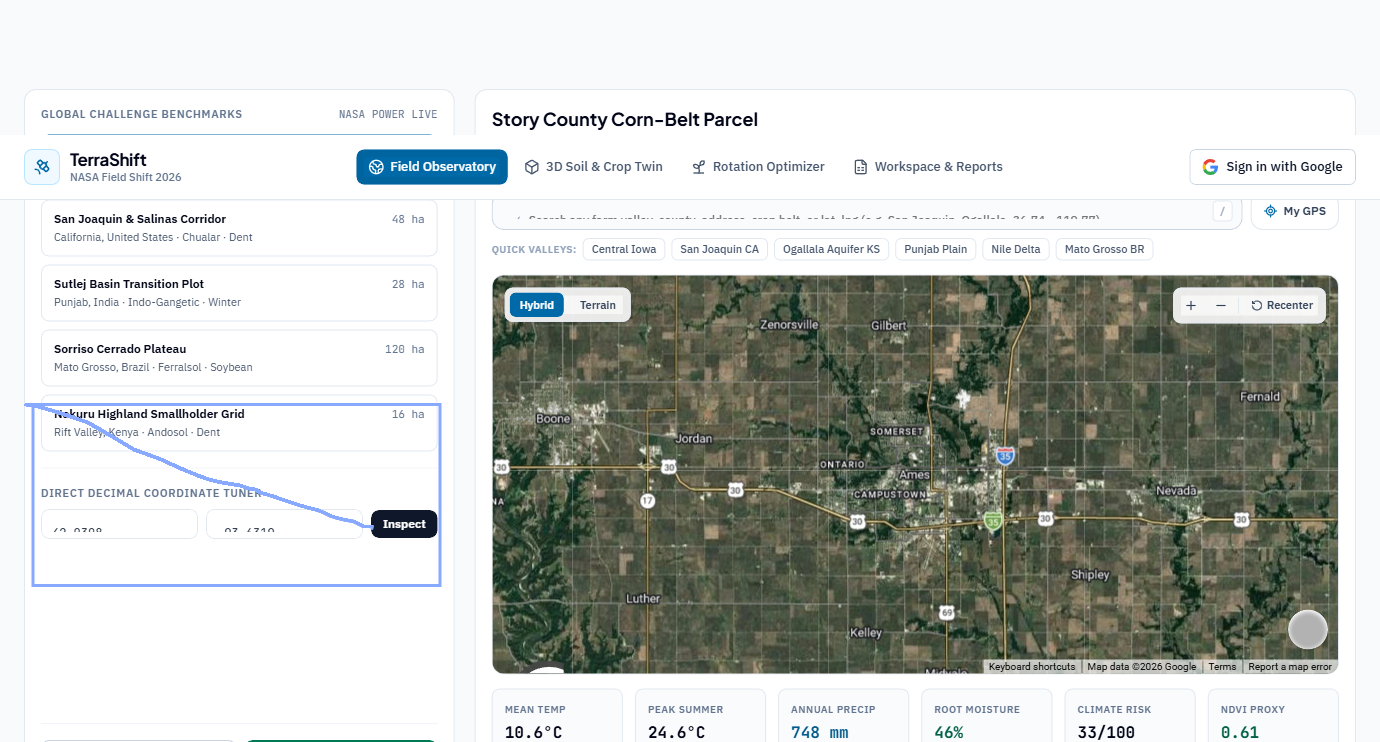 GLOBAL CHALLENGE BENCHMARKS NASA POWER LIVE
Story County Corn-Belt Parcel
TerraShift
NASA Field Shift 2026
Field Observatory
3D Soil & Crop Twin
Rotation Optimizer
Workspace & Reports
Sign in with Google
San Joaquin & Salinas Corridor 48 ha
California, United States · Chualar · Dent
Sutlej Basin Transition Plot 28 ha
Punjab, India · Indo-Gangetic · Winter
Sorriso Cerrado Plateau 120 ha
Mato Grosso, Brazil · Ferralsol · Soybean
Nakuru Highland Smallholder Grid 16 ha
Rift Valley, Kenya · Andosol · Dent
DIRECT DECIMAL COORDINATE TUNER
Inspect
/
My GPS
QUICK VALLEYS: Central Iowa San Joaquin CA Ogallala Aquifer KS Punjab Plain Nile Delta Mato Grosso BR
Hybrid Terrain
+ − Recenter
Zenorsville
Gilbert
Fernald
Boone
Jordan
SOMERSET
35
30
30
ONTARIO
Ames
NA
CAMPUSTOWN
Nevada
17
30
30
35
30
30
Shipley
Luther
69
Kelley
Keyboard shortcuts Map data ©2026 Google Terms Report a map error
MEAN TEMP
10.6°C
PEAK SUMMER
24.6°C
ANNUAL PRECIP
748 mm
ROOT MOISTURE
46%
CLIMATE RISK
33/100
NDVI PROXY
0.61